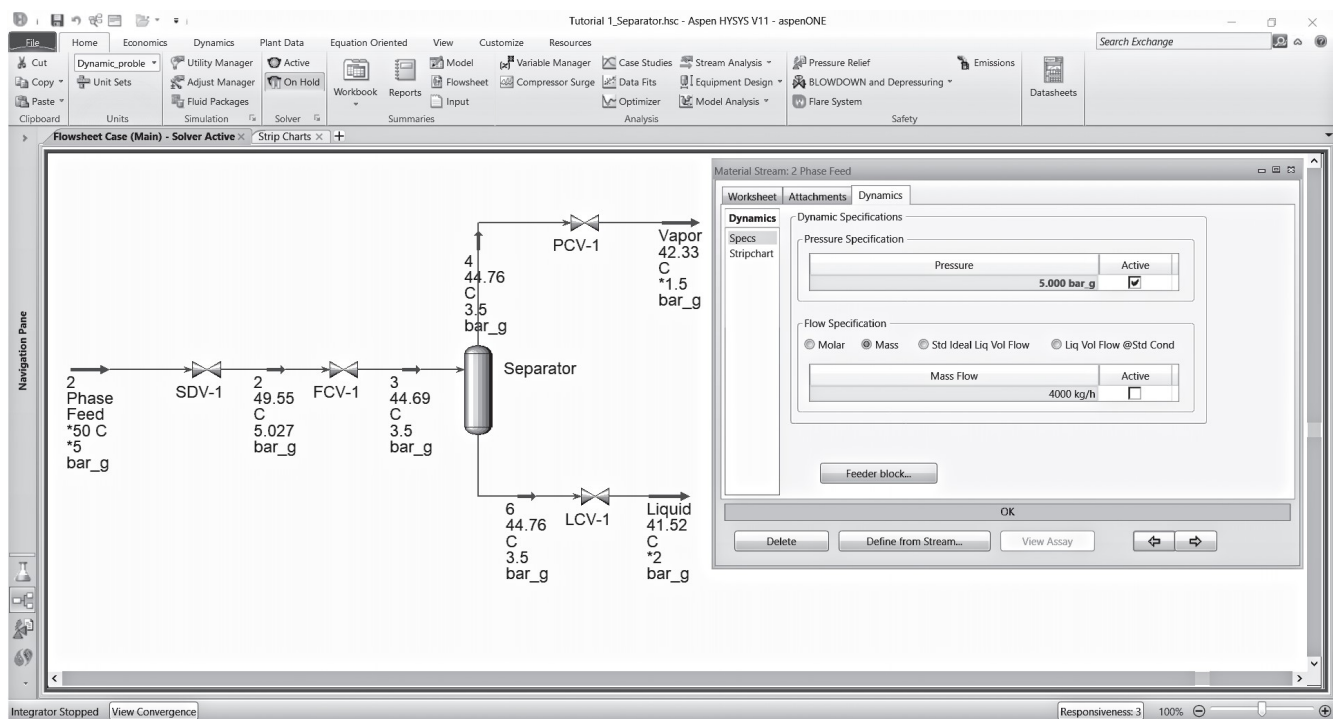 Tutorial 1_Separator.hsc - Aspen HYSYS V11 - aspenONE
File Home Economics Dynamics Plant Data Equation Oriented View Customize Resources Search Exchange
Cut Dynamic_proble Utility Manager Active Model Variable Manager Case Studies Stream Analysis Pressure Relief Emissions
Copy Unit Sets Adjust Manager On Hold Workbook Reports Flowsheet Compressor Surge Data Fits Equipment Design BLOWDOWN and Depressuring Datasheets
Paste Fluid Packages Input Optimizer Model Analysis Flare System
Clipboard Units Simulation Solver Summaries Analysis Safety
Flowsheet Case (Main) - Solver Active Strip Charts
Navigation Pane
2
Phase
Feed
*50 C
*5
bar_g
SDV-1
2
49.55
C
5.027
bar_g
FCV-1
3
44.69
C
3.5
bar_g
4
44.76
C
3.5
bar_g
Separator
PCV-1
Vapor
42.33
C
*1.5
bar_g
6
44.76
C
3.5
bar_g
LCV-1
Liquid
41.52
C
*2
bar_g
Material Stream: 2 Phase Feed
Worksheet Attachments Dynamics
Dynamics
Specs
Stripchart
Dynamic Specifications
Pressure Specification
Pressure Active
5.000 bar_g
Flow Specification
Molar Mass Std Ideal Liq Vol Flow Liq Vol Flow @Std Cond
Mass Flow Active
4000 kg/h
Feeder block...
OK
Delete Define from Stream... View Assay
Integrator Stopped View Convergence Responsiveness: 3 100%